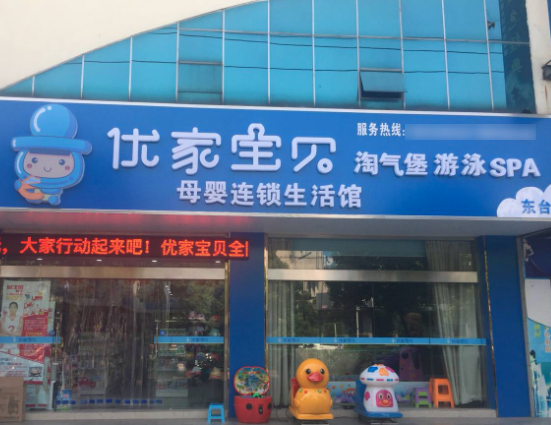 服务热线:
优家宝贝
淘气堡 游泳SPA
母婴连锁生活馆
东台
，大家行动起来吧！优家宝贝全